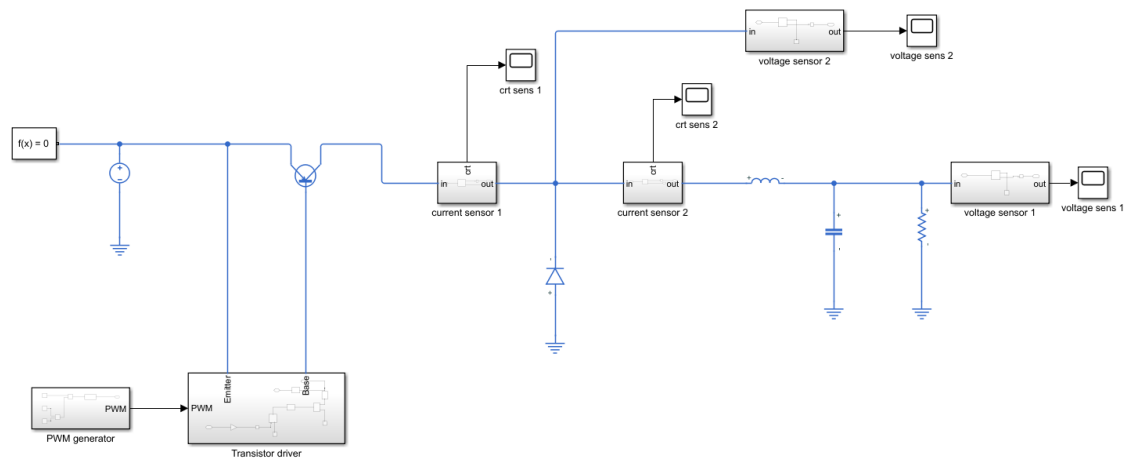 in
out
voltage sensor 2
voltage sens 2
crt sens 1
crt sens 2
f(x) = 0
+
-
crt
in
out
current sensor 1
crt
in
out
current sensor 2
+
-
in
out
voltage sensor 1
voltage sens 1
+
-
+
-
-
+
Emitter
Base
PWM
PWM
PWM generator
Transistor driver